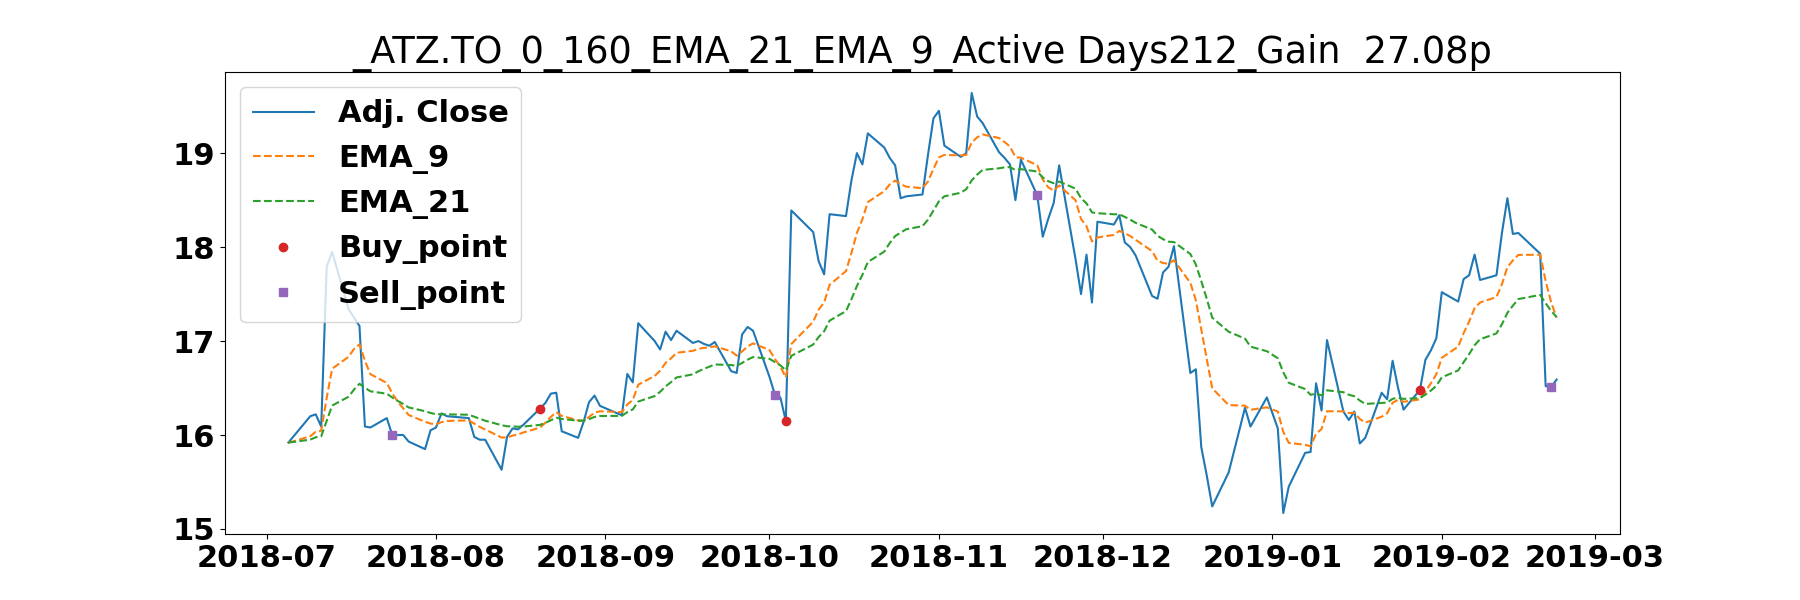 _ATZ.TO_0_160_EMA_21_EMA_9_Active Days212_Gain  27.08p
Adj. Close
EMA_9
EMA_21
Buy_point
Sell_point
19
18
17
16
15
2018-07 2018-08 2018-09 2018-10 2018-11 2018-12 2019-01 2019-02 2019-03